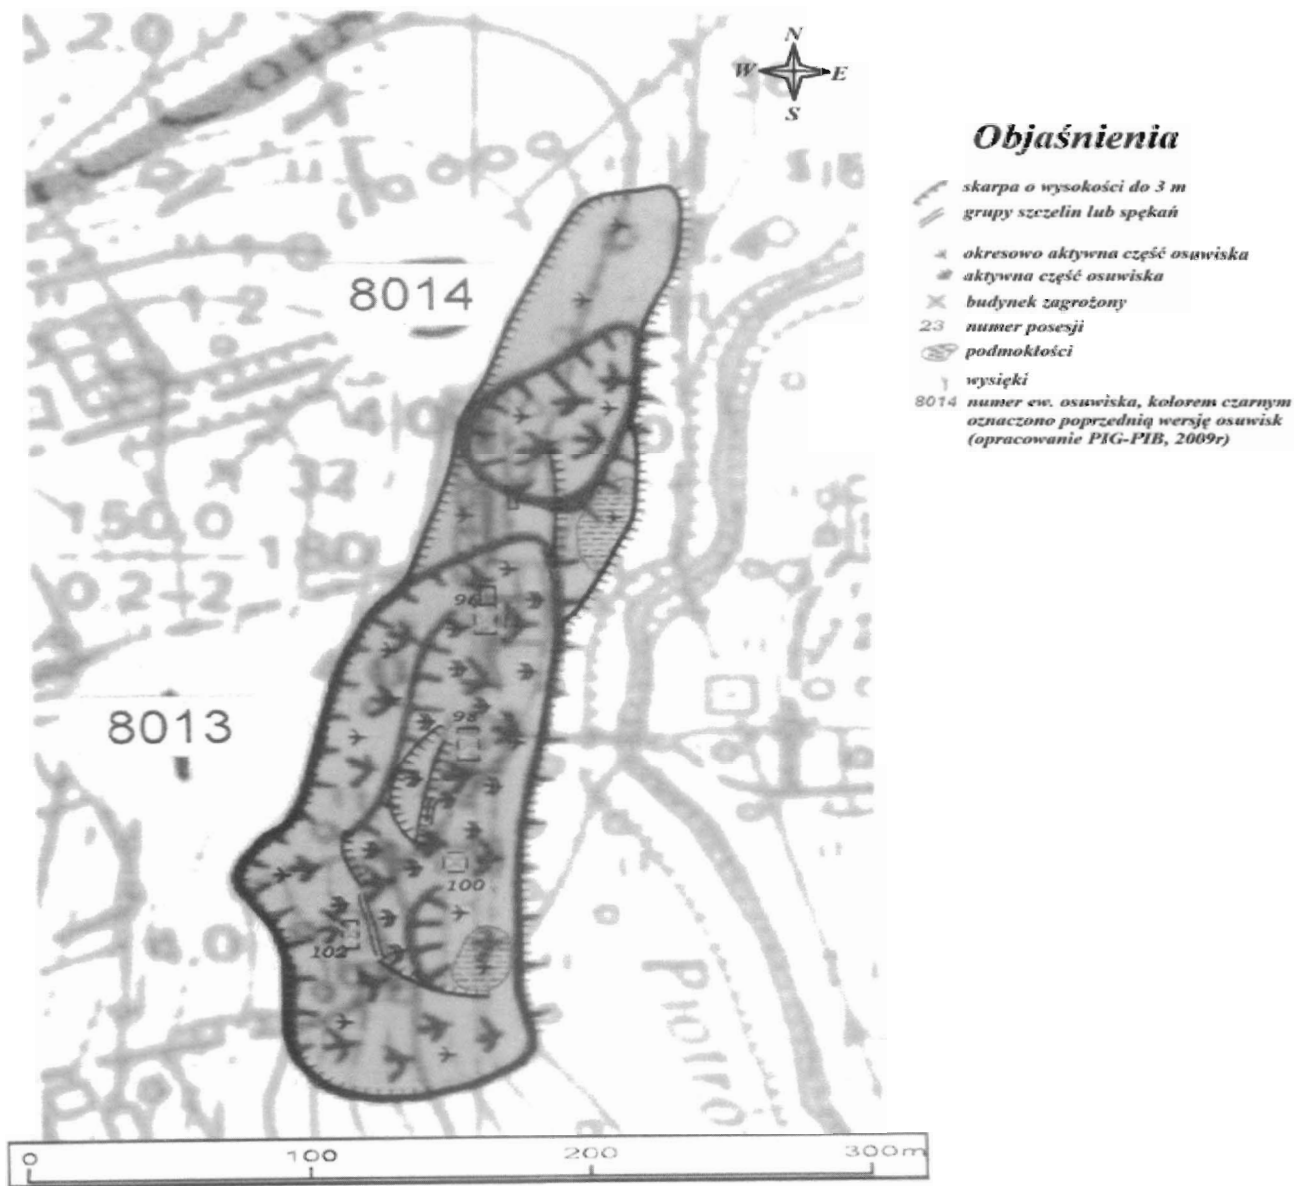 N
W E
S
Objaśnienia
skarpa o wysokości do 3 m
grupy szczelin lub spękań
okresowo aktywna część osuwiska
aktywna część osuwiska
budynek zagrożony
23 numer posesji
podmokłości
wysięki
8014 numer ew. osuwiska, kolorem czarnym
oznaczono poprzednią wersję osuwisk
(opracowanie PIG-PIB, 2009r)
8014
96
8013
98
100
102
Piotro
0 100 200 300m